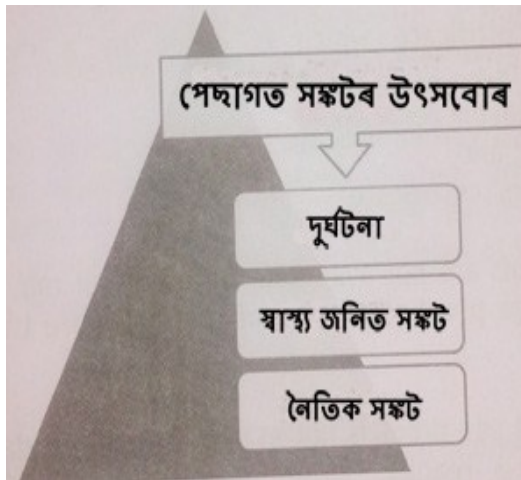 পেছাগত সঙ্কটৰ উৎসবোৰ
দুৰ্ঘটনা
স্বাস্থ্য জনিত সঙ্কট
নৈতিক সঙ্কট